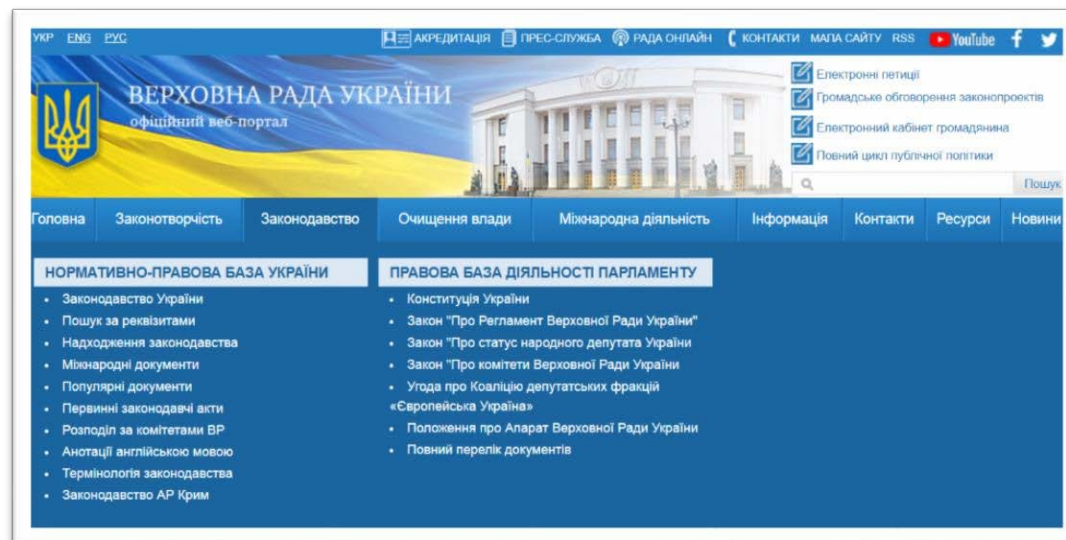 УКР ENG РУС АКРЕДИТАЦІЯ ПРЕС-СЛУЖБА РАДА ОНЛАЙН КОНТАКТИ МАПА САЙТУ RSS YouTube
ВЕРХОВНА РАДА УКРАЇНИ
офіційний веб-портал
Електронні петиції
Громадське обговорення законопроектів
Електронний кабінет громадянина
Повний цикл публічної політики
Пошук
Головна Законотворчість Законодавство Очищення влади Міжнародна діяльність Інформація Контакти Ресурси Новини
НОРМАТИВНО-ПРАВОВА БАЗА УКРАЇНИ
• Законодавство України
• Пошук за реквізитами
• Надходження законодавства
• Міжнародні документи
• Популярні документи
• Первинні законодавчі акти
• Розподіл за комітетами ВР
• Анотації англійською мовою
• Термінологія законодавства
• Законодавство АР Крим
ПРАВОВА БАЗА ДІЯЛЬНОСТІ ПАРЛАМЕНТУ
• Конституція України
• Закон "Про Регламент Верховної Ради України"
• Закон "Про статус народного депутата України
• Закон "Про комітети Верховної Ради України
• Угода про Коаліцію депутатських фракцій
«Європейська Україна»
• Положення про Апарат Верховної Ради України
• Повний перелік документів